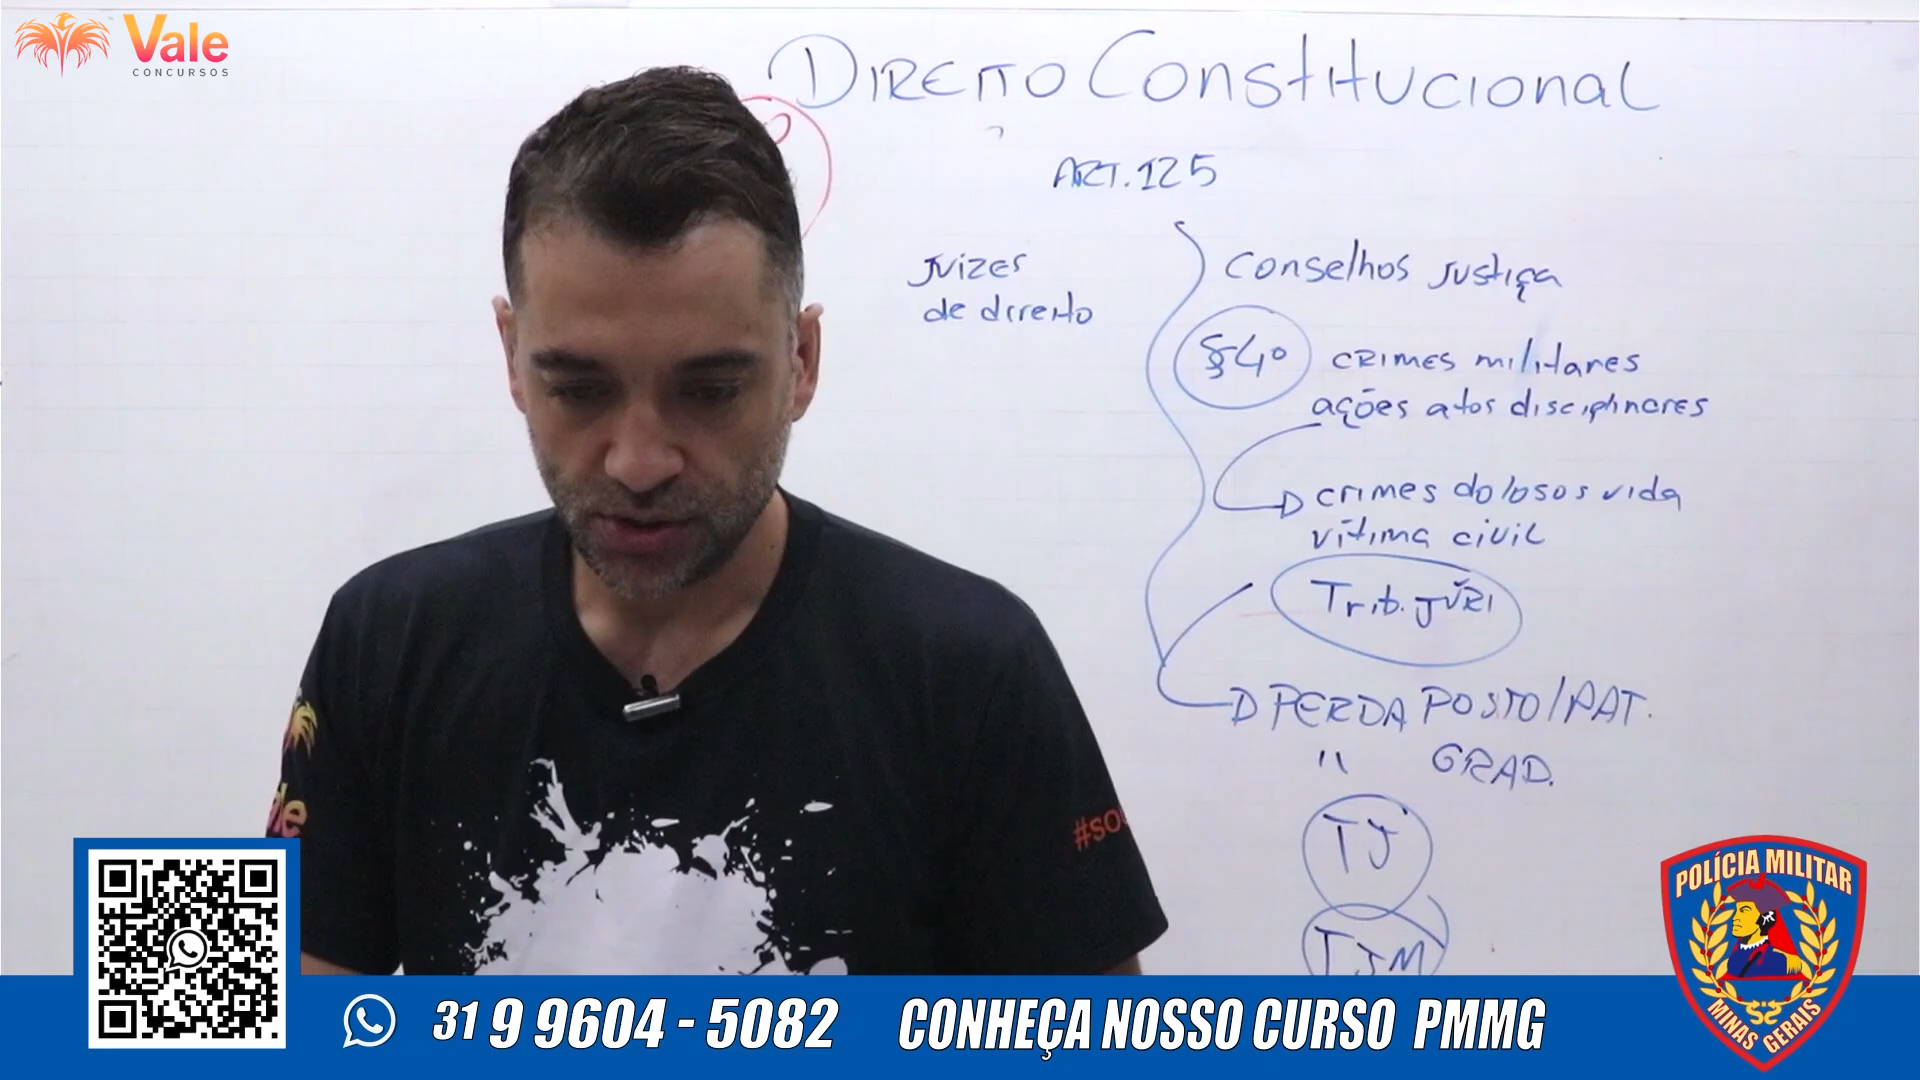 Vale
CONCURSOS
DIREITO CONSTITUCIONAL
ART. 125
JUIZES
de direito
Conselhos Justiça
§4º
CRIMES militares
ações atos disciplinares
crimes dolosos vida
vítima civil
Trib. JÚRI
PERDA POSTO/PAT.
" GRAD.
TJ
TJM
#SOU
POLÍCIA MILITAR
MINAS GERAIS
31 9 9604 - 5082
CONHEÇA NOSSO CURSO PMMG